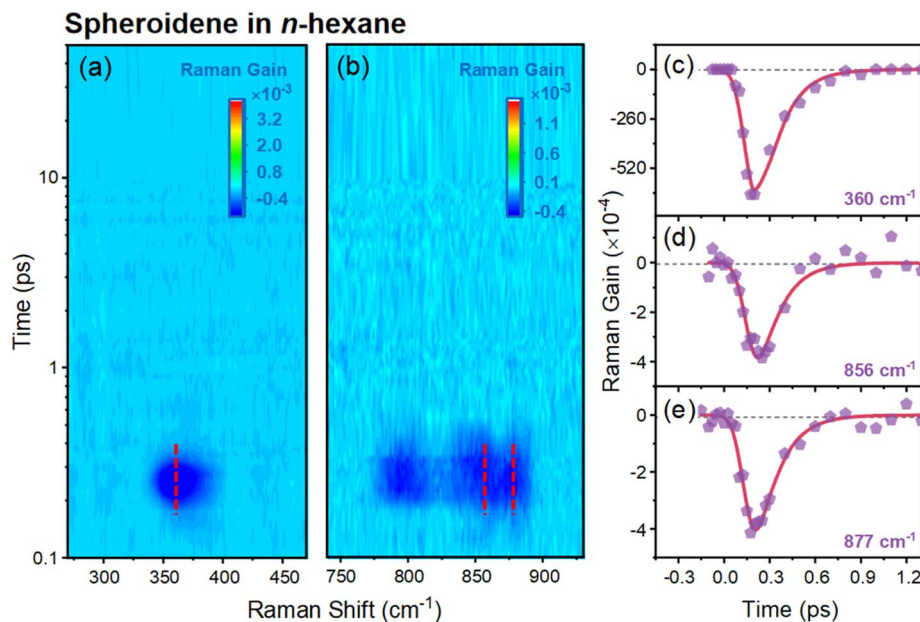 Spheroidene in n-hexane
(a)
Raman Gain
×10⁻³
3.2
2.0
0.8
-0.4
(b)
Raman Gain
×10⁻³
1.1
0.6
0.1
-0.4
Time (ps)
10
1
0.1
250 300 350 400 450
740 800 850 900
Raman Shift (cm⁻¹)
Raman Gain (×10⁻⁴)
(c)
0
-260
-520
360 cm⁻¹
(d)
0
-2
-4
856 cm⁻¹
(e)
0
-2
-4
877 cm⁻¹
-0.3 0.0 0.3 0.6 0.9 1.2
Time (ps)